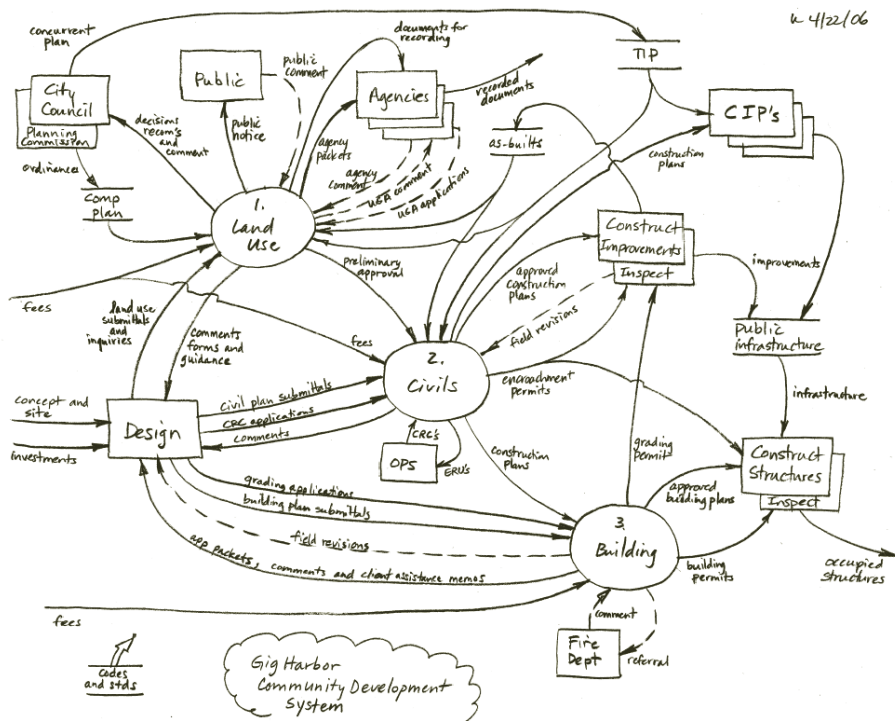 k 4/22/06
concurrent
plan
City
Council
Planning
Commission
ordinances
Comp
plan
decisions
recom's
and
comment
Public
public
comment
public
notice
documents for
recording
Agencies
recorded
documents
agency
packets
agency
comment
UGA comment
UGA applications
as-builts
TIP
CIP's
construction
plans
1.
Land
Use
preliminary
approval
fees
land use
submittals
and
inquiries
comments
forms and
guidance
fees
Construct
Improvements
Inspect
improvements
approved
construction
plans
field revisions
Public
infrastructure
infrastructure
2.
Civils
encroachment
permits
concept and
site
investments
Design
Civil plan submittals
CRC applications
comments
CRC's
OPS
ERU's
construction
plans
grading
permit
Construct
Structures
Inspect
approved
building plans
grading applications
building plan submittals
field revisions
app packets, comments and client assistance memos
3.
Building
building
permits
occupied
structures
fees
comment
Fire
Dept
referral
codes
and stds
Gig Harbor
Community Development
System